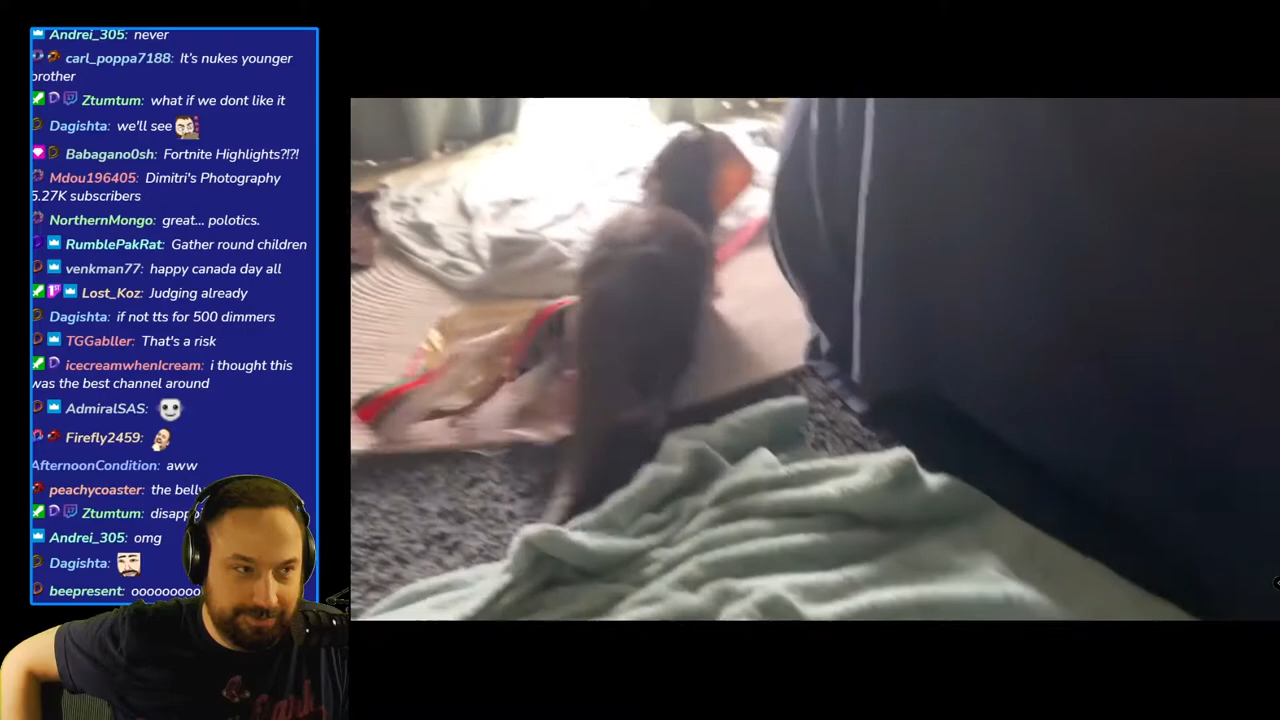 Andrei_305: never
carl_poppa7188: It's nukes younger
brother
Ztumtum: what if we dont like it
Dagishta: we'll see
Babagano0sh: Fortnite Highlights?!?!
Mdou196405: Dimitri's Photography
5.27K subscribers
NorthernMongo: great... polotics.
RumblePakRat: Gather round children
venkman77: happy canada day all
Lost_Koz: Judging already
Dagishta: if not tts for 500 dimmers
TGGabller: That's a risk
icecreamwhenIcream: i thought this
was the best channel around
AdmiralSAS:
Firefly2459:
AfternoonCondition: aww
peachycoaster: the belly
Ztumtum: disapp
Andrei_305: omg
Dagishta:
beepresent: ooooooooo